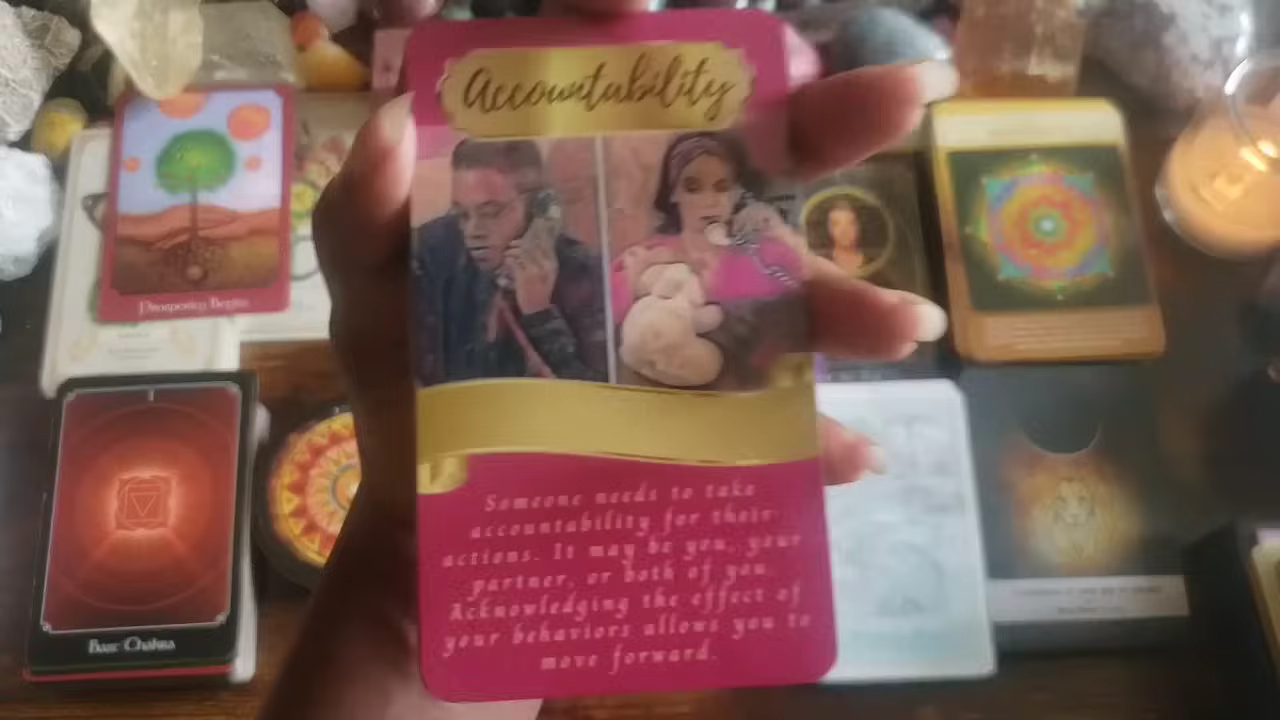 Accountability
Someone needs to take
accountability for their
actions. It may be you, your
partner, or both of you.
Acknowledging the effect of
your behaviors allows you to
move forward.
Prosperity Begins
Base Chakra